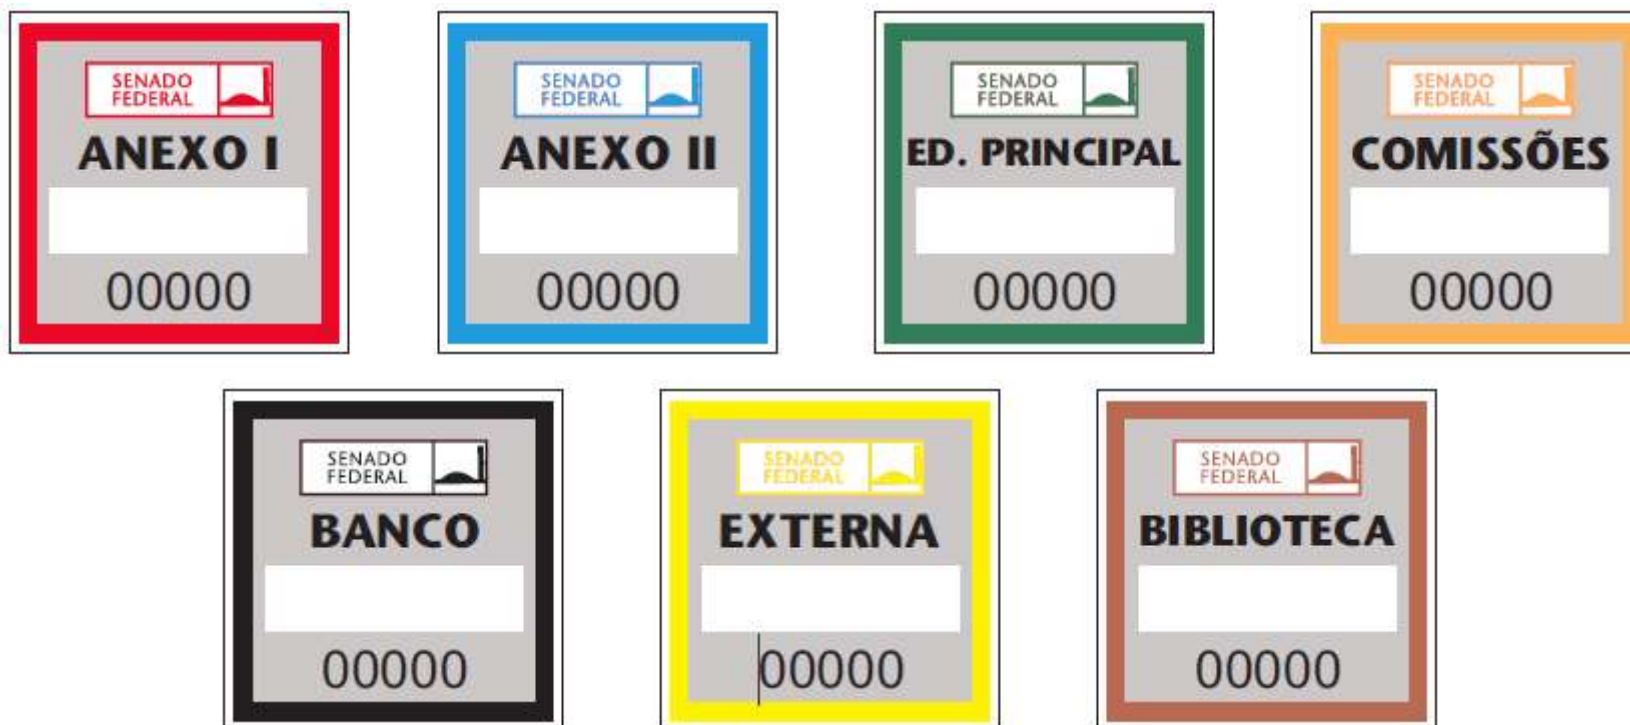 SENADO
FEDERAL
ANEXO I
00000
SENADO
FEDERAL
ANEXO II
00000
SENADO
FEDERAL
ED. PRINCIPAL
00000
SENADO
FEDERAL
COMISSÕES
00000
SENADO
FEDERAL
BANCO
00000
SENADO
FEDERAL
EXTERNA
00000
SENADO
FEDERAL
BIBLIOTECA
00000